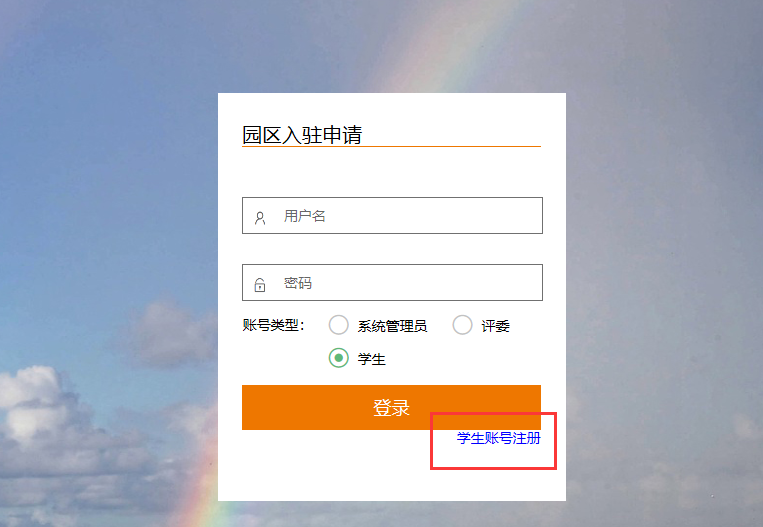 园区入驻申请
用户名
密码
账号类型： 系统管理员 评委
学生
登录
学生账号注册